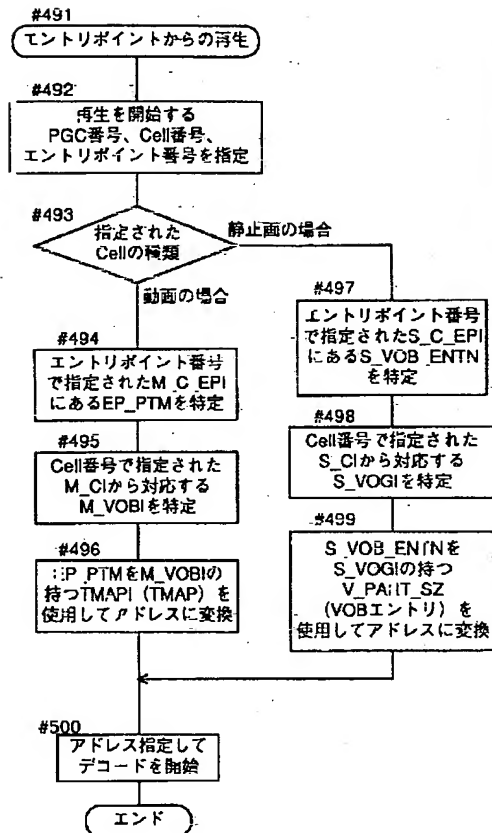 #491
エントリポイントからの再生
#492
再生を開始する
PGC番号、Cell番号、
エントリポイント番号を指定
#493
指定された
Cellの種類
静止画の場合
動画の場合
#494
エントリポイント番号
で指定されたM_C_EPI
にあるEP_PTMを特定
#495
Cell番号で指定された
M_CIから対応する
M_VOBIを特定
#496
EP_PTMをM_VOBIの
持つTMAPI（TMAP）を
使用してアドレスに変換
#497
エントリポイント番号
で指定されたS_C_EPI
にあるS_VOB_ENTN
を特定
#498
Cell番号で指定された
S_CIから対応する
S_VOGIを特定
#499
S_VOB_ENTNを
S_VOGIの持つ
V_PART_SZ
（VOBエントリ）を
使用してアドレスに変換
#500
アドレス指定して
デコードを開始
エンド